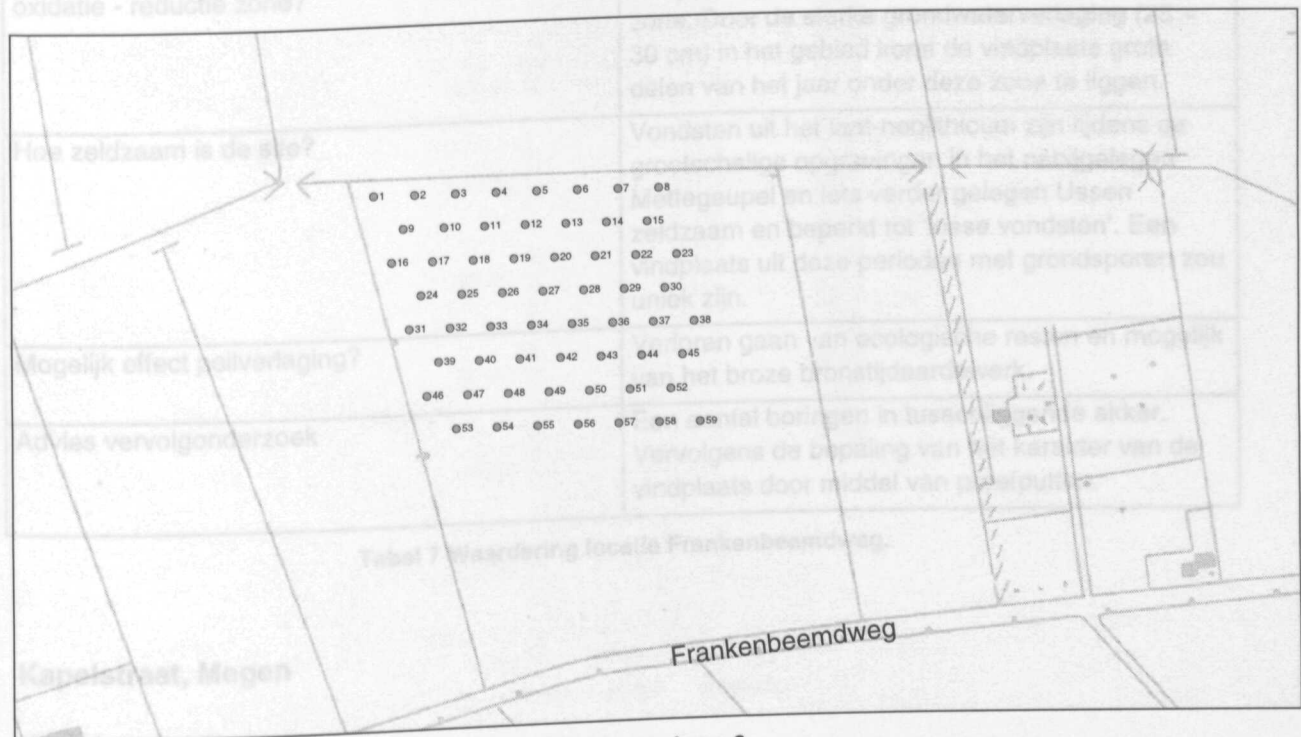 oxidatie - reductie zone?
zone. Door de sterke grondwaterverlaging (25 -
30 cm) in het gebied komt de vindplaats grote
delen van het jaar onder deze zone te liggen.
Hoe zeldzaam is de site?
Vondsten uit het laat-neolithicum zijn tijdens de
grootschalige opgravingen in het nabijgelegen
Mettegeupel en iets verder gelegen Ussen
zeldzaam en beperkt tot 'losse vondsten'. Een
vindplaats uit deze periode met grondsporen zou
uniek zijn.
Mogelijk effect peilverlaging?
Verloren gaan van ecologische resten en mogelijk
van het broze bronstijdaardewerk.
Advies vervolgonderzoek
Een aantal boringen in tussenliggende akker.
Vervolgens de bepaling van het karakter van de
vindplaats door middel van proefputten.
1 2 3 4 5 6 7 8
9 10 11 12 13 14 15
16 17 18 19 20 21 22 23
24 25 26 27 28 29 30
31 32 33 34 35 36 37 38
39 40 41 42 43 44 45
46 47 48 49 50 51 52
53 54 55 56 57 58 59
Tabel 7 Waardering locatie Frankenbeemdweg.
Frankenbeemdweg
Kapelstraat, Megen